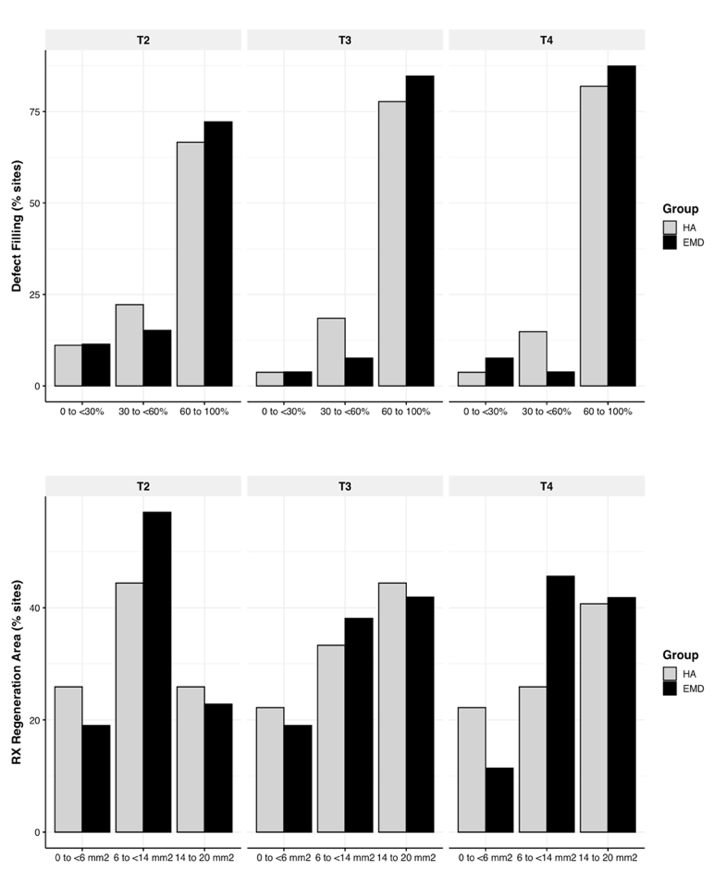 T2 T3 T4
Defect Filling (% sites)
75
50
25
0
0 to <30% 30 to <60% 60 to 100% 0 to <30% 30 to <60% 60 to 100% 0 to <30% 30 to <60% 60 to 100%
Group
HA
EMD
T2 T3 T4
RX Regeneration Area (% sites)
40
20
0
0 to <6 mm2 6 to <14 mm2 14 to 20 mm2 0 to <6 mm2 6 to <14 mm2 14 to 20 mm2 0 to <6 mm2 6 to <14 mm2 14 to 20 mm2
Group
HA
EMD